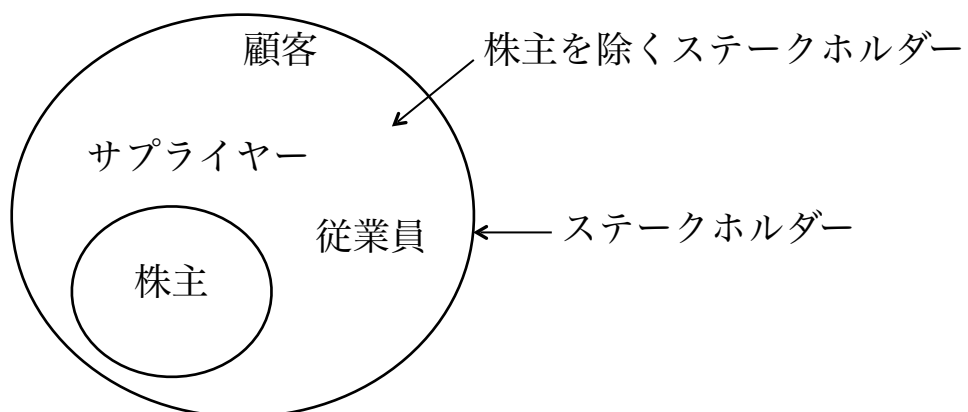 顧客
株主を除くステークホルダー
サプライヤー
従業員
ステークホルダー
株主